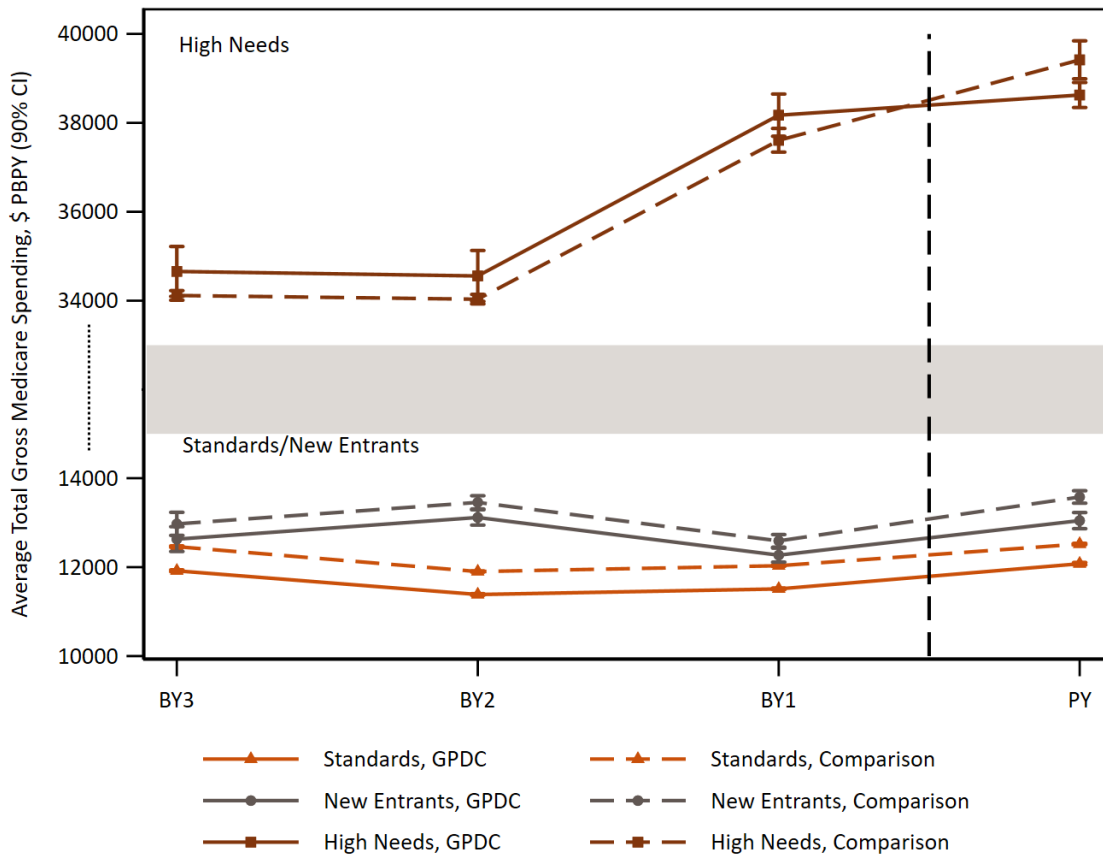 Average Total Gross Medicare Spending, $ PBPY (90% CI)
40000
38000
36000
34000
14000
12000
10000
High Needs
Standards/New Entrants
BY3 BY2 BY1 PY
Standards, GPDC Standards, Comparison
New Entrants, GPDC New Entrants, Comparison
High Needs, GPDC High Needs, Comparison